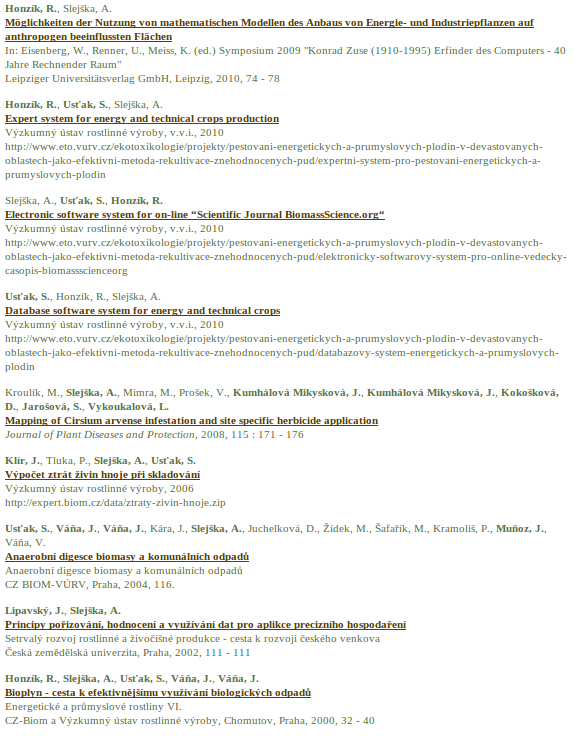 Honzík, R., Slejška, A.
Möglichkeiten der Nutzung von mathematischen Modellen des Anbaus von Energie- und Industriepflanzen auf
anthropogen beeinflussten Flächen
In: Eisenberg, W., Renner, U., Meiss, K. (ed.) Symposium 2009 "Konrad Zuse (1910-1995) Erfinder des Computers - 40
Jahre Rechnender Raum"
Leipziger Universitätsverlag GmbH, Leipzig, 2010, 74 - 78
Honzík, R., Usťak, S., Slejška, A.
Expert system for energy and technical crops production
Výzkumný ústav rostlinné výroby, v.v.i., 2010
http://www.eto.vurv.cz/ekotoxikologie/projekty/pestovani-energetickych-a-prumyslovych-plodin-v-devastovanych-
oblastech-jako-efektivni-metoda-rekultivace-znehodnocenych-pud/expertni-system-pro-pestovani-energetickych-a-
prumyslovych-plodin
Slejška, A., Usťak, S., Honzík, R.
Electronic software system for on-line “Scientific Journal BiomassScience.org“
Výzkumný ústav rostlinné výroby, v.v.i., 2010
http://www.eto.vurv.cz/ekotoxikologie/projekty/pestovani-energetickych-a-prumyslovych-plodin-v-devastovanych-
oblastech-jako-efektivni-metoda-rekultivace-znehodnocenych-pud/elektronicky-softwarovy-system-pro-online-vedecky-
casopis-biomassscienceorg
Usťak, S., Honzík, R., Slejška, A.
Database software system for energy and technical crops
Výzkumný ústav rostlinné výroby, v.v.i., 2010
http://www.eto.vurv.cz/ekotoxikologie/projekty/pestovani-energetickych-a-prumyslovych-plodin-v-devastovanych-
oblastech-jako-efektivni-metoda-rekultivace-znehodnocenych-pud/databazovy-system-energetickych-a-prumyslovych-
plodin
Kroulík, M., Slejška, A., Mimra, M., Prošek, V., Kumhálová Mikysková, J., Kumhálová Mikysková, J., Kokošková,
D., Jarošová, S., Vykoukalová, L.
Mapping of Cirsium arvense infestation and site specific herbicide application
Journal of Plant Diseases and Protection, 2008, 115 : 171 - 176
Klír, J., Tluka, P., Slejška, A., Usťak, S.
Výpočet ztrát živin hnoje při skladování
Výzkumný ústav rostlinné výroby, 2006
http://expert.biom.cz/data/ztraty-zivin-hnoje.zip
Usťak, S., Váňa, J., Váňa, J., Kára, J., Slejška, A., Juchelková, D., Žídek, M., Šafařík, M., Kramoliš, P., Muñoz, J.,
Váňa, V.
Anaerobní digesce biomasy a komunálních odpadů
Anaerobní digesce biomasy a komunálních odpadů
CZ BIOM-VÚRV, Praha, 2004, 116.
Lipavský, J., Slejška, A.
Principy pořizování, hodnocení a využívání dat pro aplikce precizního hospodaření
Setrvalý rozvoj rostlinné a živočišné produkce - cesta k rozvoji českého venkova
Česká zemědělská univerzita, Praha, 2002, 111 - 111
Honzík, R., Slejška, A., Usťak, S., Váňa, J., Váňa, J.
Bioplyn - cesta k efektivnějšímu využívání biologických odpadů
Energetické a průmyslové rostliny VI.
CZ-Biom a Výzkumný ústav rostlinné výroby, Chomutov, Praha, 2000, 32 - 40